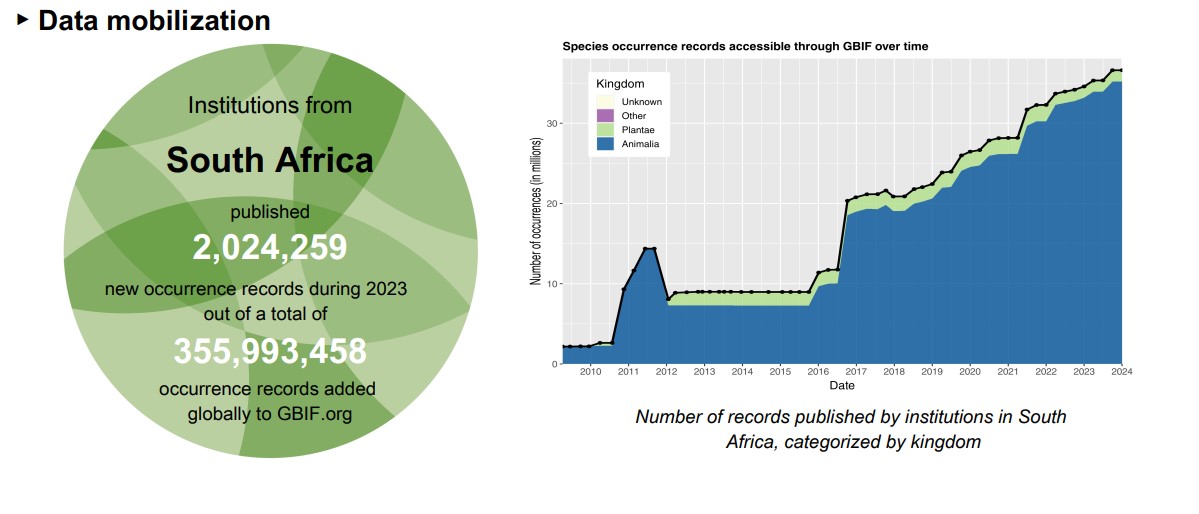 ► Data mobilization
Institutions from
South Africa
published
2,024,259
new occurrence records during 2023
out of a total of
355,993,458
occurrence records added
globally to GBIF.org
Species occurrence records accessible through GBIF over time
Kingdom
Unknown
Other
Plantae
Animalia
Number of occurrences (in millions)
30
20
10
0
2010 2011 2012 2013 2014 2015 2016 2017 2018 2019 2020 2021 2022 2023 2024
Date
Number of records published by institutions in South
Africa, categorized by kingdom